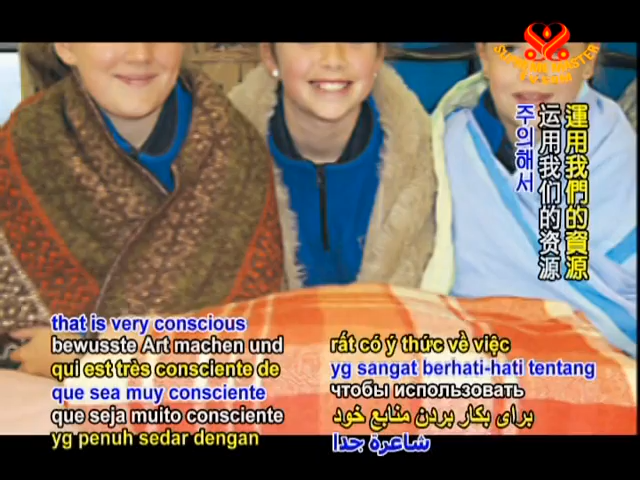 SUPREME MASTER
運用我們的資源
运用我们的资源
주의해서
that is very conscious
bewusste Art machen und
qui est très consciente de
que sea muy consciente
que seja muito consciente
yg penuh sedar dengan
rất có ý thức về việc
yg sangat berhati-hati tentang
чтобы использовать
برای بکار بردن منابع خود
شاعرة جدا